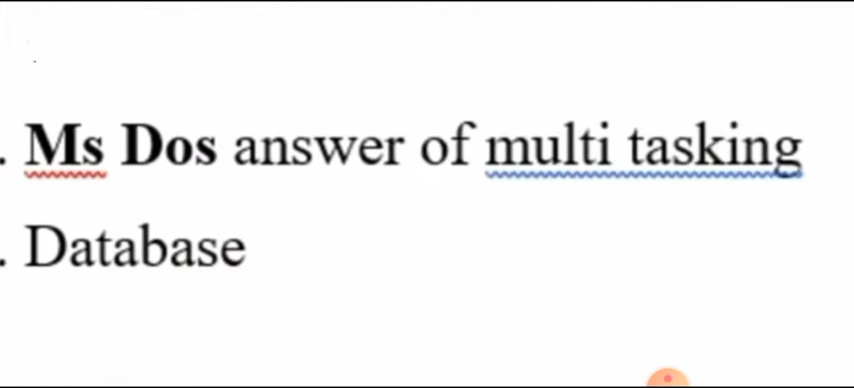 . Ms Dos answer of multi tasking
. Database